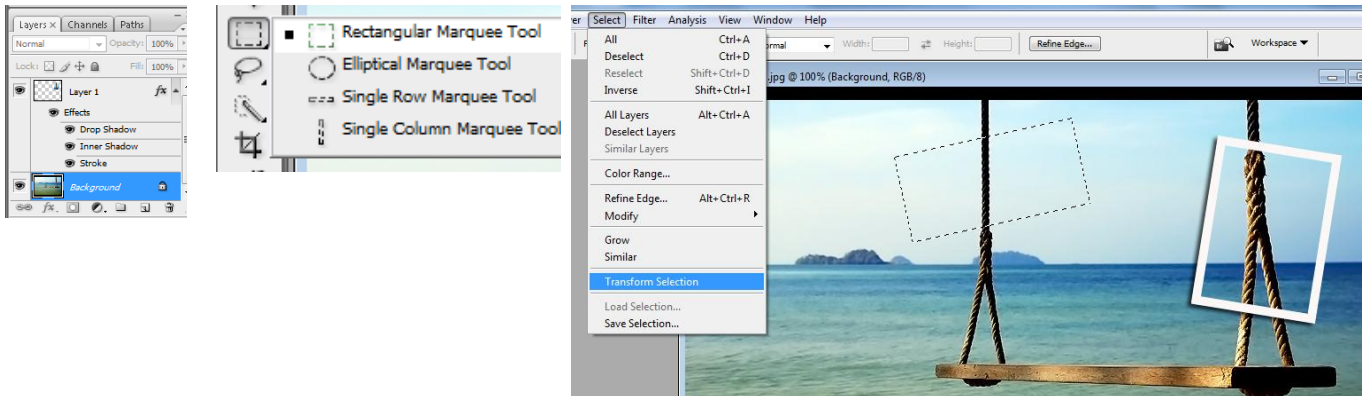 Layers × Channels Paths
Normal Opacity: 100%
Lock: Fill: 100%
Layer 1 fx
Effects
Drop Shadow
Inner Shadow
Stroke
Background
fx.
Rectangular Marquee Tool
Elliptical Marquee Tool
Single Row Marquee Tool
Single Column Marquee Tool
er Select Filter Analysis View Window Help
rmal Width: Height: Refine Edge... Workspace
.jpg @ 100% (Background, RGB/8)
All Ctrl+A
Deselect Ctrl+D
Reselect Shift+Ctrl+D
Inverse Shift+Ctrl+I
All Layers Alt+Ctrl+A
Deselect Layers
Similar Layers
Color Range...
Refine Edge... Alt+Ctrl+R
Modify
Grow
Similar
Transform Selection
Load Selection...
Save Selection...